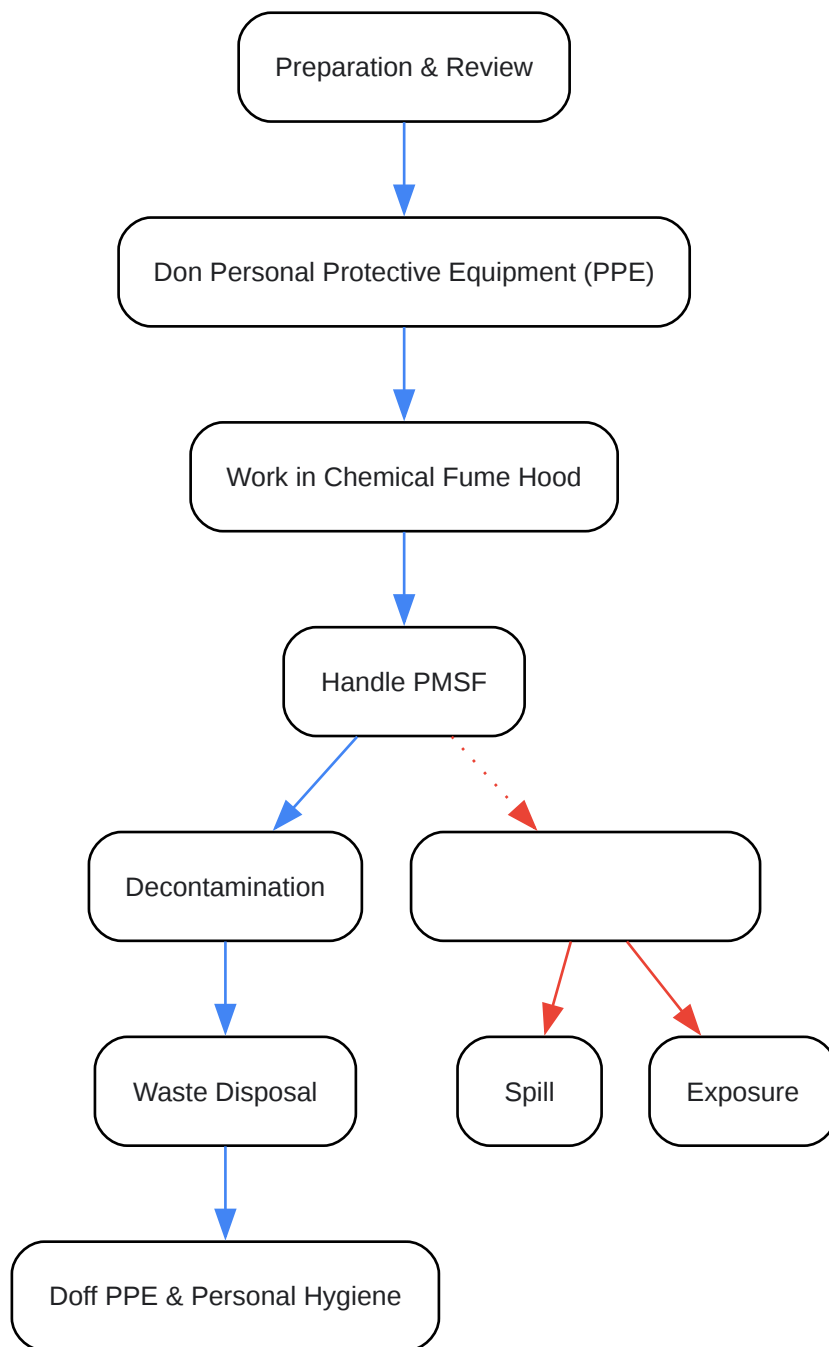 Preparation & Review
Don Personal Protective Equipment (PPE)
Work in Chemical Fume Hood
Handle PMSF
Decontamination
Waste Disposal
Spill
Exposure
Doff PPE & Personal Hygiene